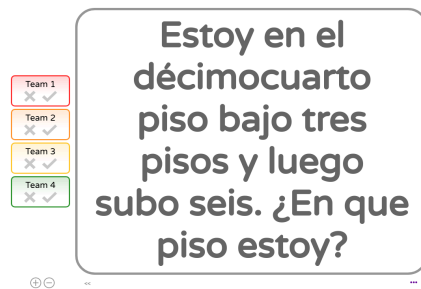 Estoy en el
décimocuarto
piso bajo tres
pisos y luego
subo seis. ¿En que
piso estoy?
Team 1
Team 2
Team 3
Team 4
<<